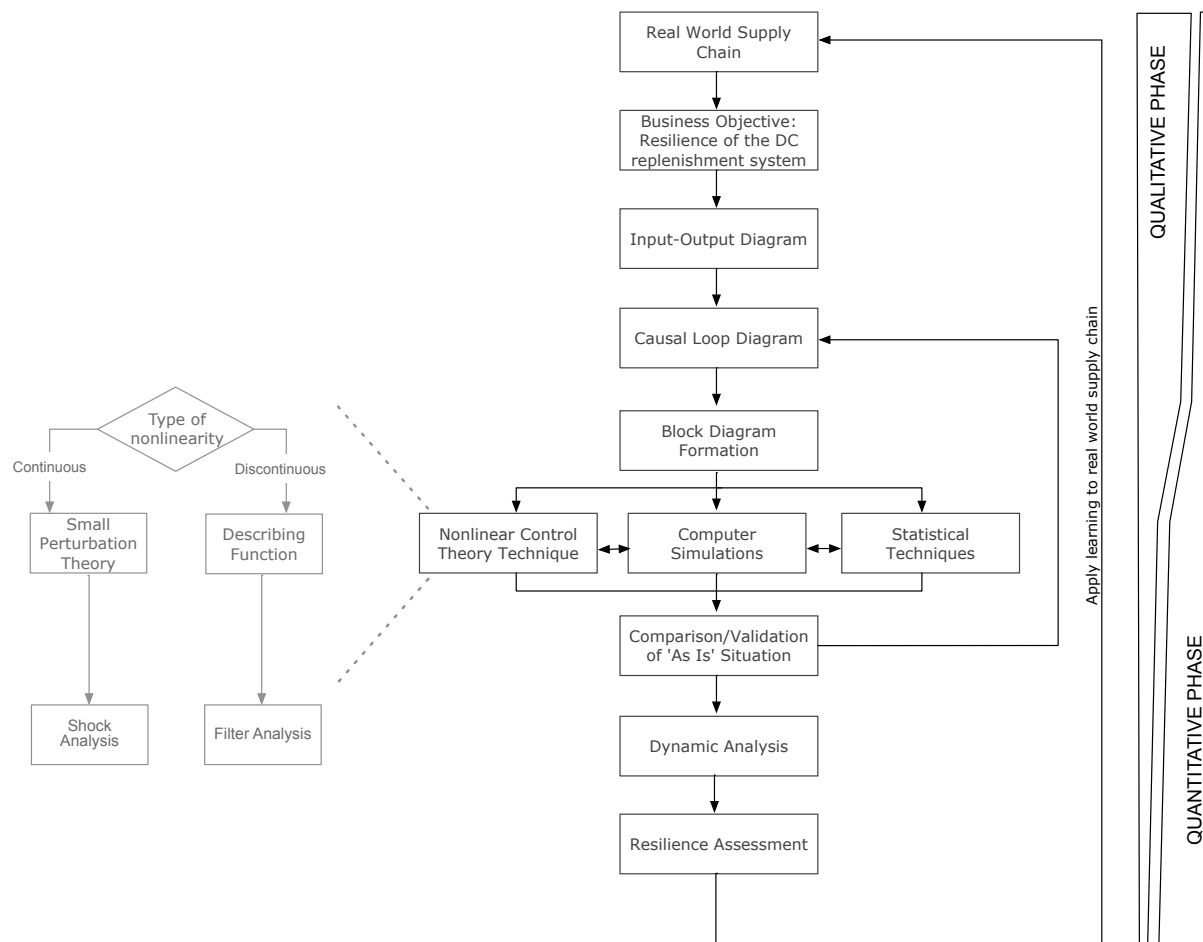 Real World Supply
Chain
Business Objective:
Resilience of the DC
replenishment system
Input-Output Diagram
Causal Loop Diagram
Block Diagram
Formation
Nonlinear Control
Theory Technique
Computer
Simulations
Statistical
Techniques
Comparison/Validation
of 'As Is' Situation
Dynamic Analysis
Resilience Assessment
Type of
nonlinearity
Continuous
Discontinuous
Small
Perturbation
Theory
Describing
Function
Shock
Analysis
Filter Analysis
Apply learning to real world supply chain
QUALITATIVE PHASE
QUANTITATIVE PHASE